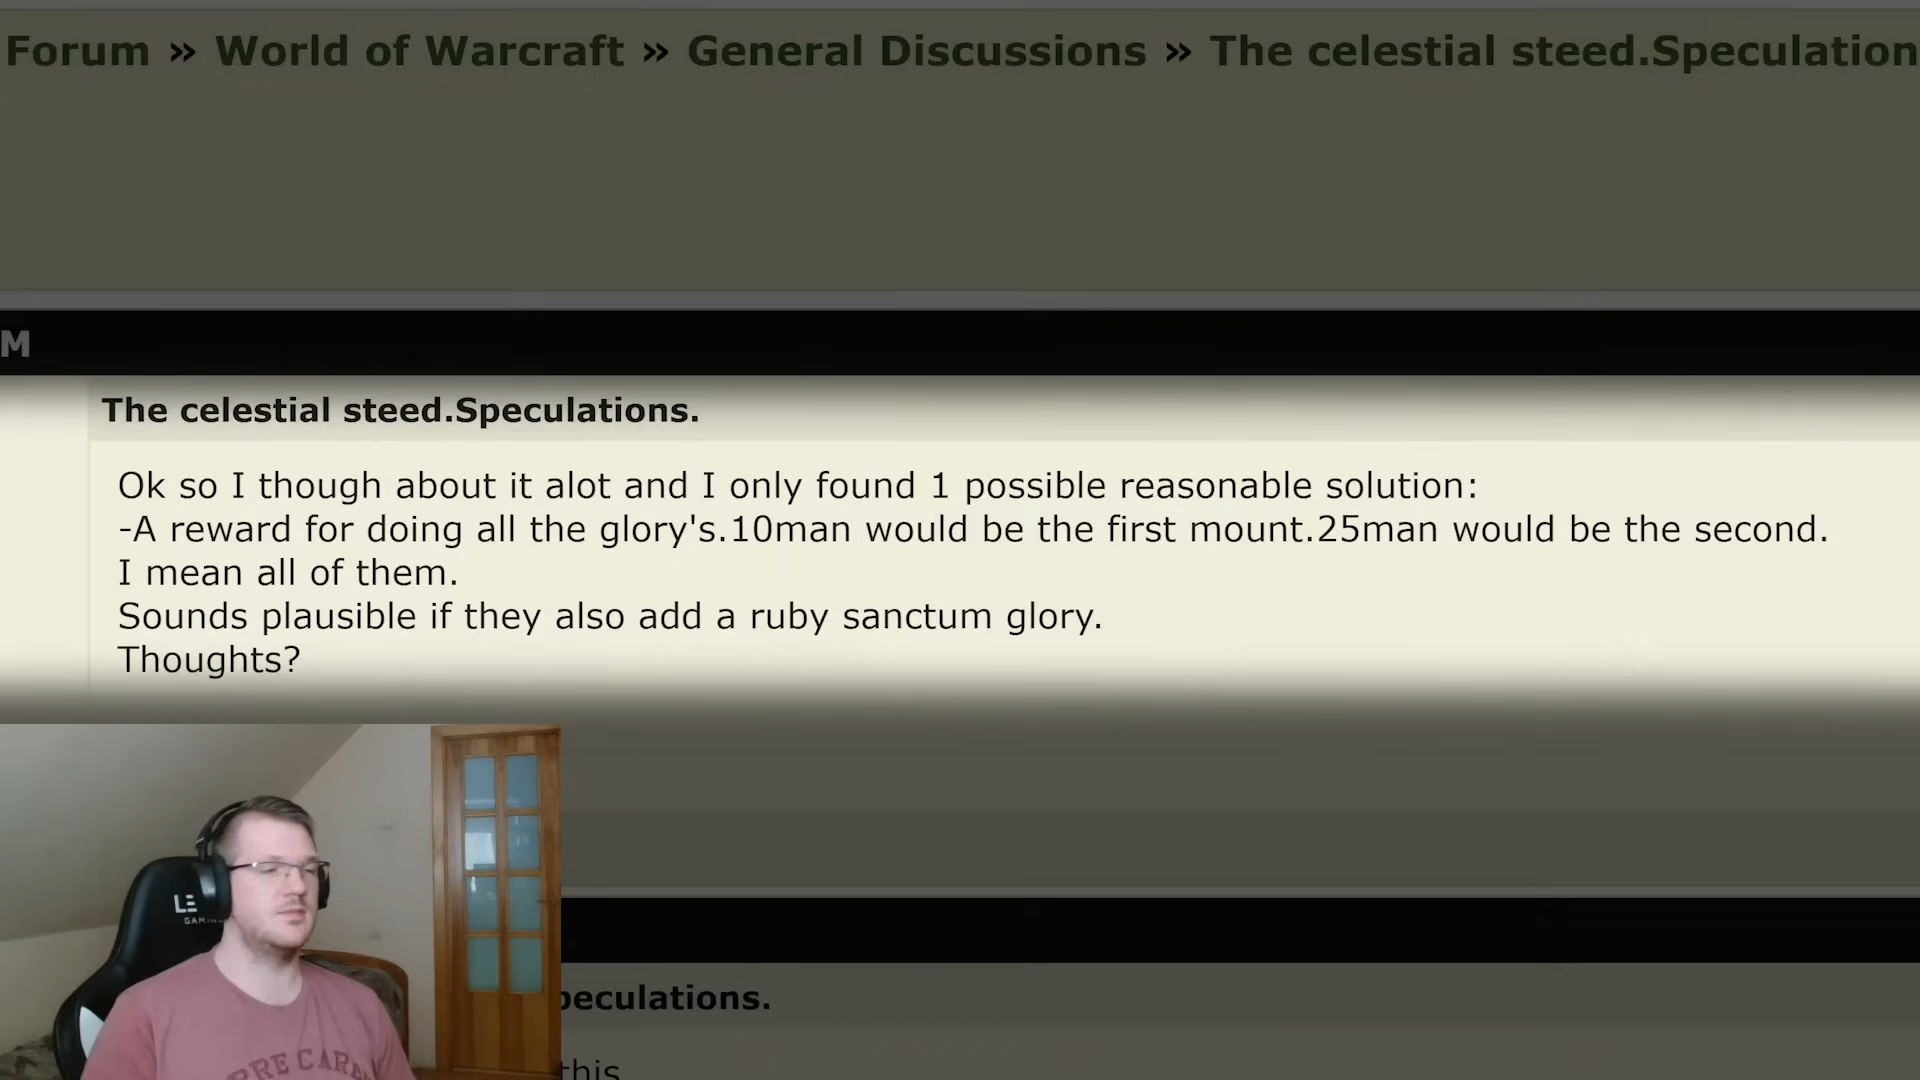 Forum » World of Warcraft » General Discussions » The celestial steed.Speculation
M
The celestial steed.Speculations.
Ok so I though about it alot and I only found 1 possible reasonable solution:
-A reward for doing all the glory's.10man would be the first mount.25man would be the second.
I mean all of them.
Sounds plausible if they also add a ruby sanctum glory.
Thoughts?
LE
peculations.
this